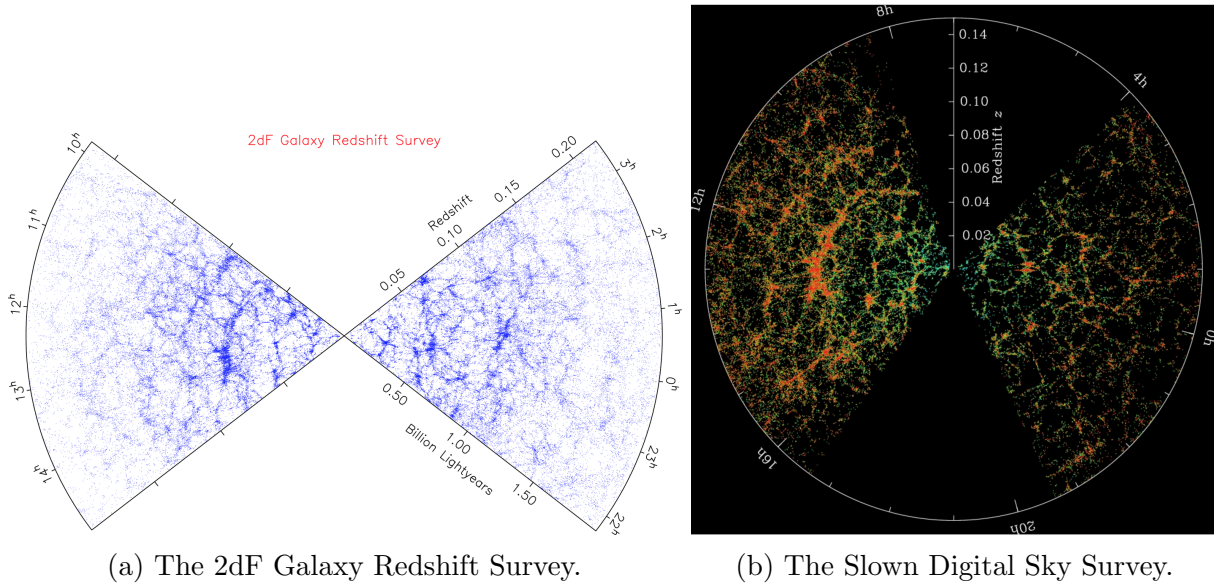 2dF Galaxy Redshift Survey
10h
11h
12h
13h
14h
Redshift
0.05
0.10
0.15
0.20
3h
2h
1h
0h
23h
22h
0.50
1.00
1.50
Billion Lightyears
8h
4h
0.14
0.12
0.10
0.08
0.06
0.04
0.02
Redshift z
12h
16h
20h
0h
(a) The 2dF Galaxy Redshift Survey.
(b) The Slown Digital Sky Survey.